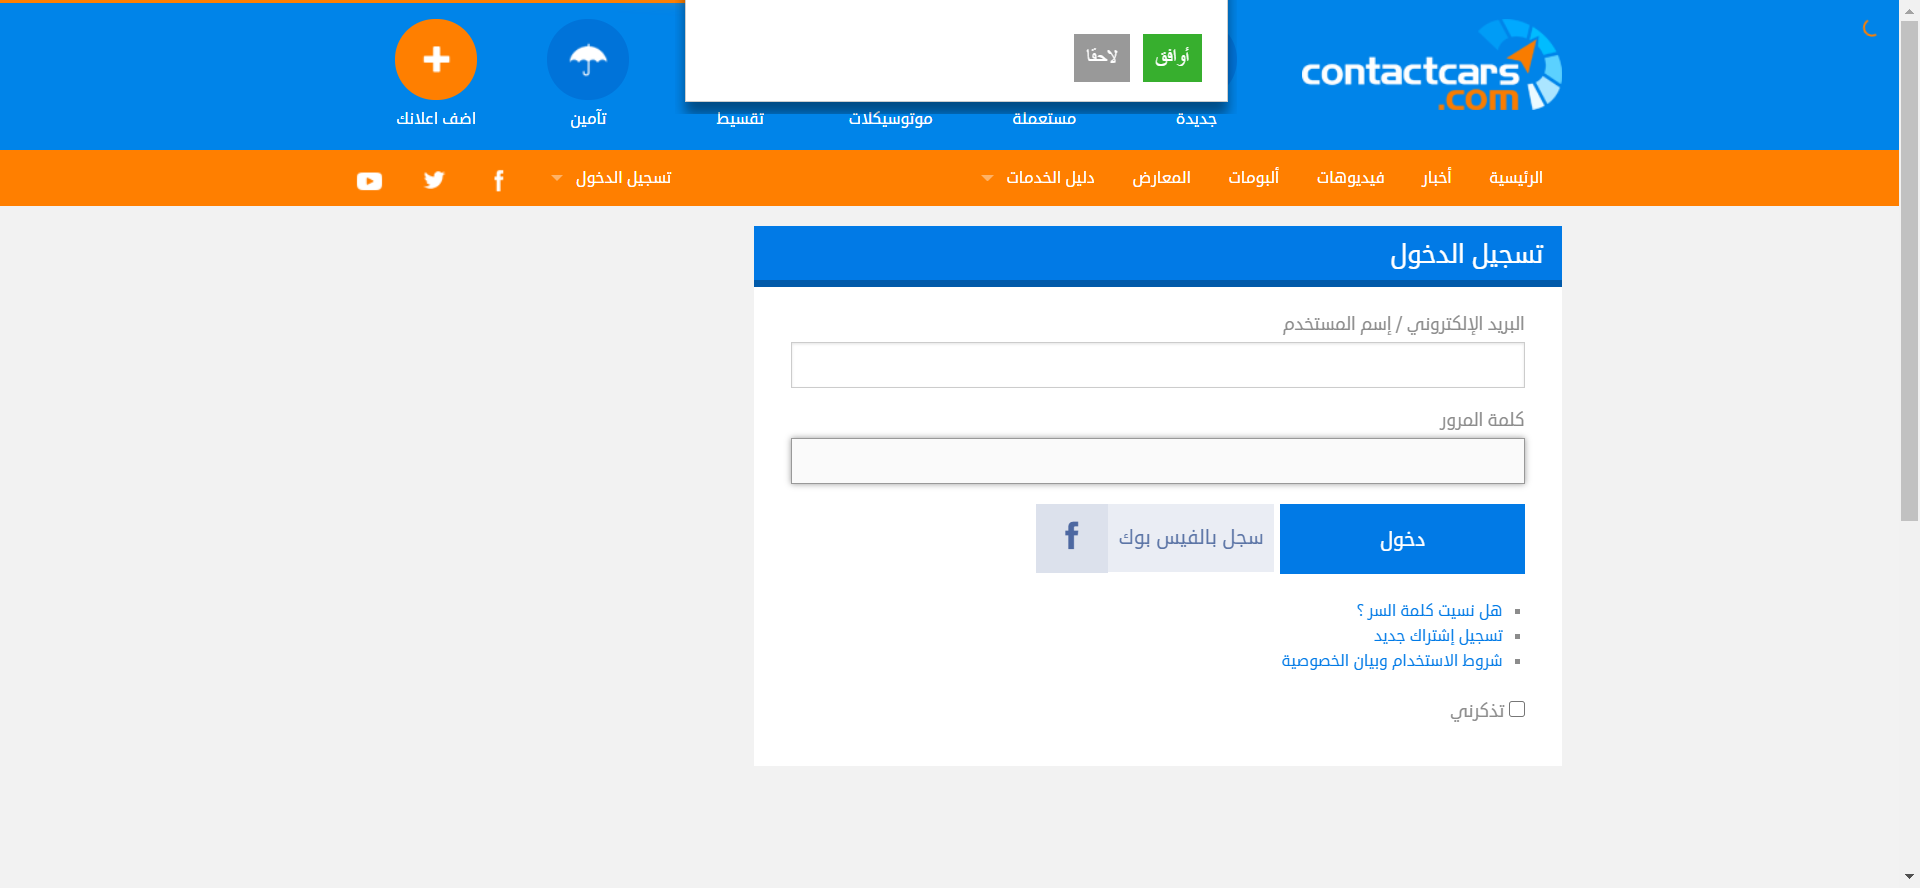 أوافق
لاحقًا
contactcars
.com
جديدة
مستعملة
موتوسيكلات
تقسيط
تأمين
اضف اعلانك
الرئيسية
أخبار
فيديوهات
ألبومات
المعارض
دليل الخدمات
تسجيل الدخول
تسجيل الدخول
البريد الإلكتروني / إسم المستخدم
كلمة المرور
دخول
سجل بالفيس بوك
هل نسيت كلمة السر ؟
تسجيل إشتراك جديد
شروط الاستخدام وبيان الخصوصية
تذكرني